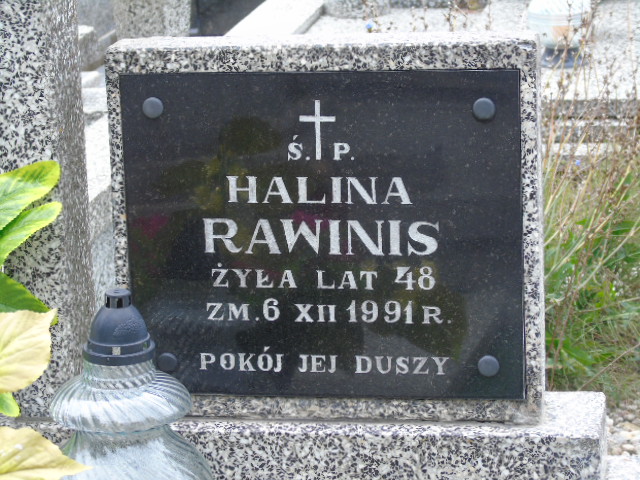 Ś. P.
HALINA
RAWINIS
ŻYŁA LAT 48
ZM. 6 XII 1991 R.
POKÓJ JEJ DUSZY